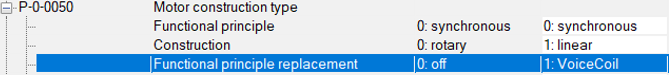 P-0-0050 Motor construction type
Functional principle 0: synchronous 0: synchronous
Construction 0: rotary 1: linear
Functional principle replacement 0: off 1: VoiceCoil